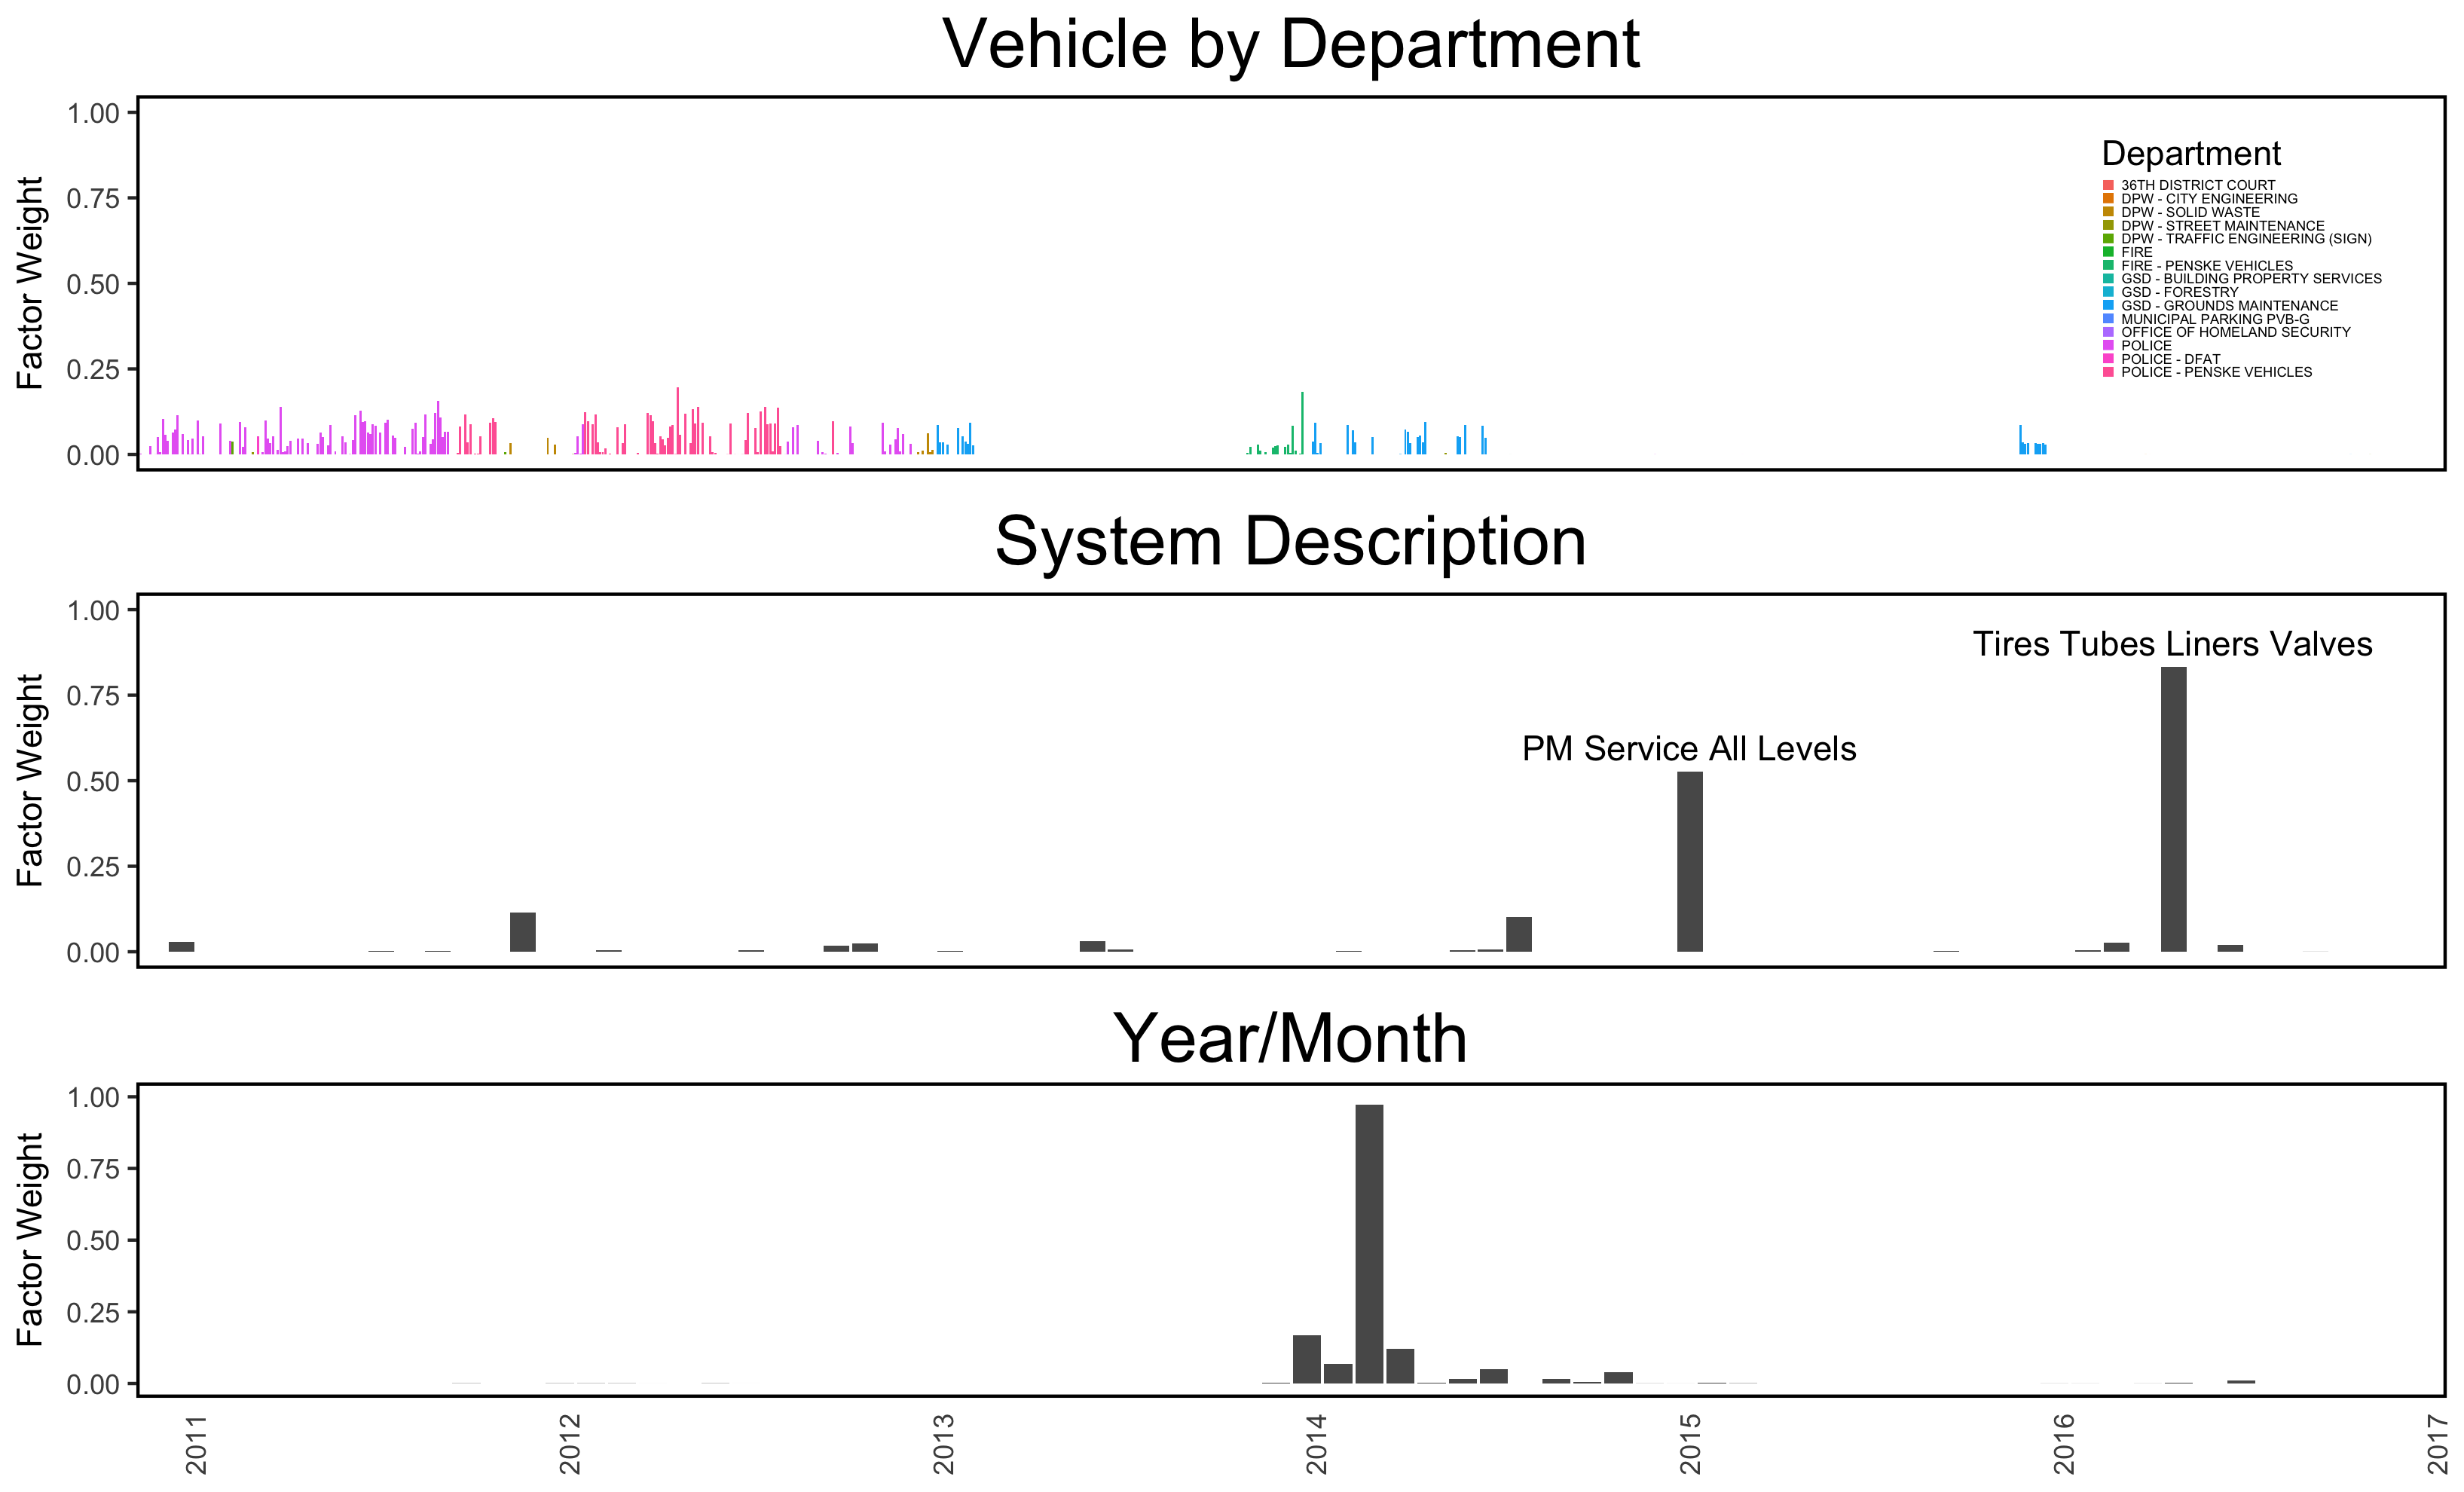 Vehicle by Department
Factor Weight
1.00
0.75
0.50
0.25
0.00
Department
36TH DISTRICT COURT
DPW - CITY ENGINEERING
DPW - SOLID WASTE
DPW - STREET MAINTENANCE
DPW - TRAFFIC ENGINEERING (SIGN)
FIRE
FIRE - PENSKE VEHICLES
GSD - BUILDING PROPERTY SERVICES
GSD - FORESTRY
GSD - GROUNDS MAINTENANCE
MUNICIPAL PARKING PVB-G
OFFICE OF HOMELAND SECURITY
POLICE
POLICE - DFAT
POLICE - PENSKE VEHICLES
System Description
Factor Weight
1.00
0.75
0.50
0.25
0.00
Tires Tubes Liners Valves
PM Service All Levels
Year/Month
Factor Weight
1.00
0.75
0.50
0.25
0.00
2011
2012
2013
2014
2015
2016
2017